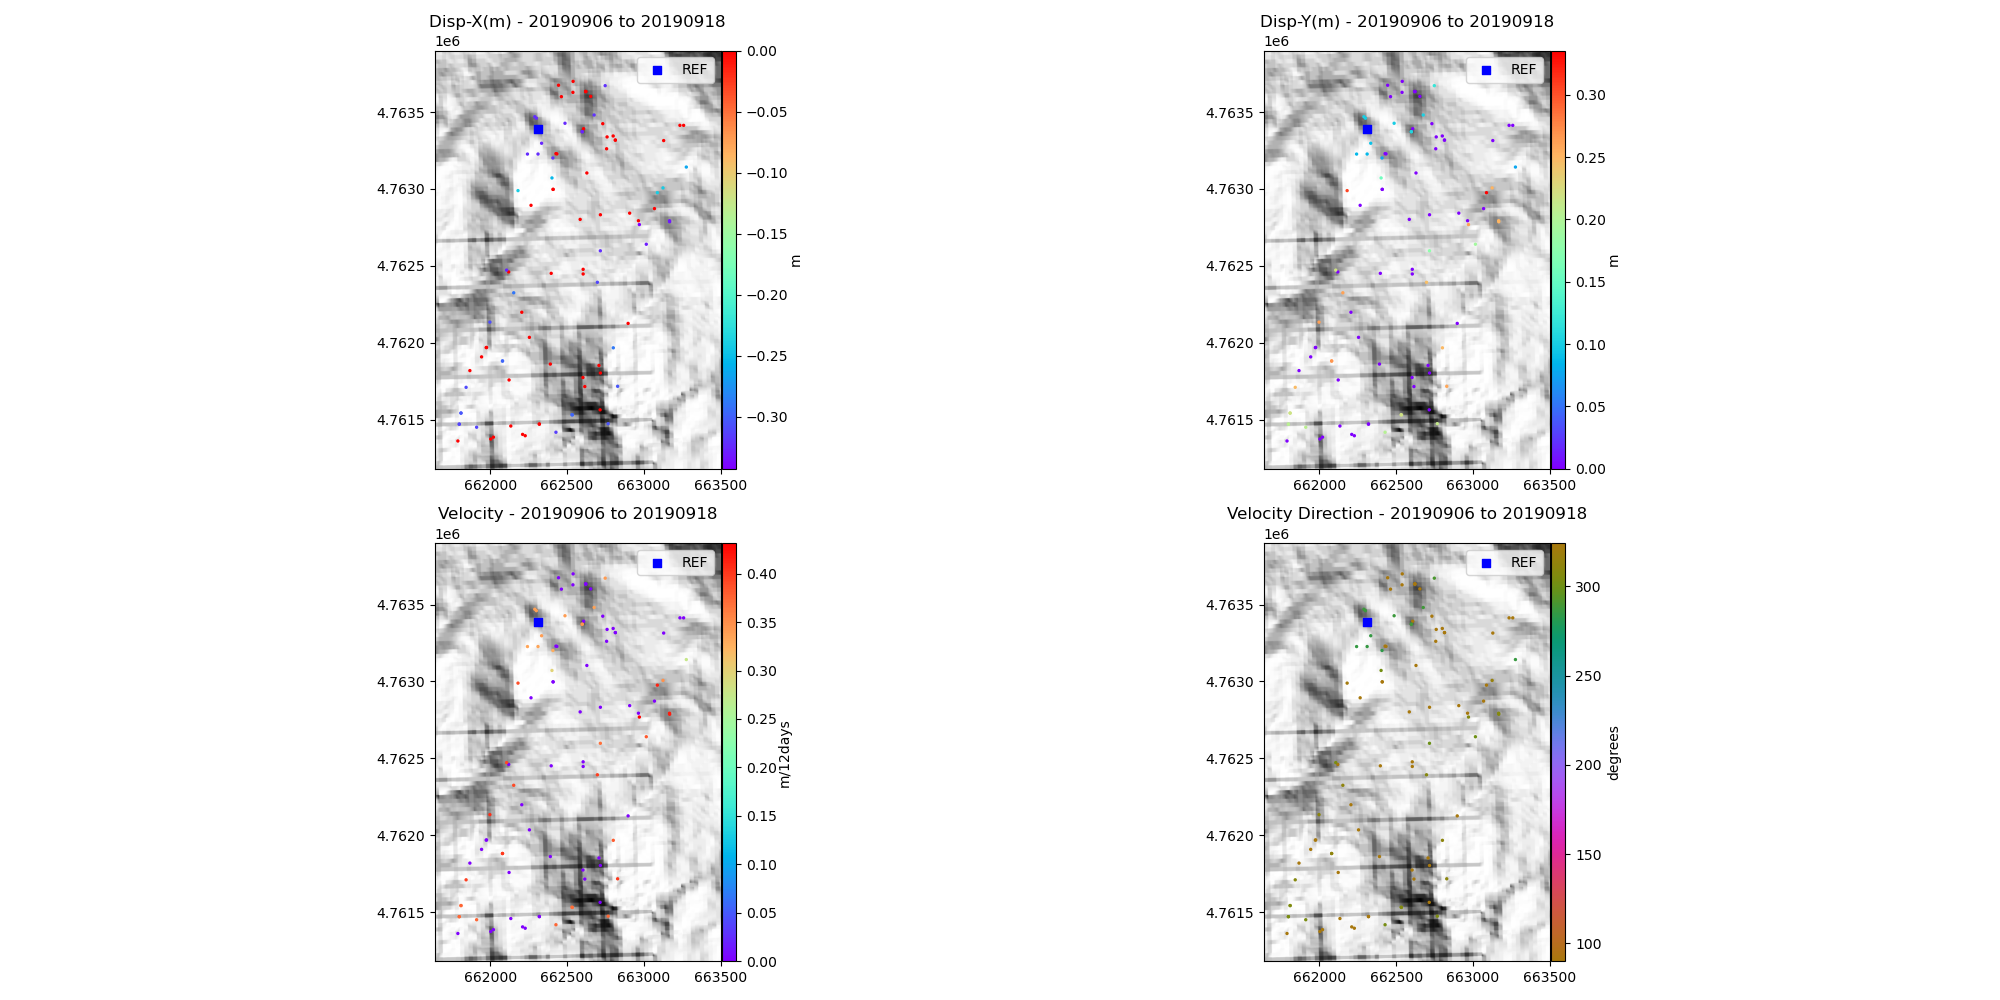 Disp-X(m) - 20190906 to 20190918
1e6
REF
4.7635
4.7630
4.7625
4.7620
4.7615
662000 662500 663000 663500
0.00
−0.05
−0.10
−0.15
−0.20
−0.25
−0.30
m
Disp-Y(m) - 20190906 to 20190918
1e6
REF
4.7635
4.7630
4.7625
4.7620
4.7615
662000 662500 663000 663500
0.30
0.25
0.20
0.15
0.10
0.05
0.00
m
Velocity - 20190906 to 20190918
1e6
REF
4.7635
4.7630
4.7625
4.7620
4.7615
662000 662500 663000 663500
0.40
0.35
0.30
0.25
0.20
0.15
0.10
0.05
0.00
m/12days
Velocity Direction - 20190906 to 20190918
1e6
REF
4.7635
4.7630
4.7625
4.7620
4.7615
662000 662500 663000 663500
300
250
200
150
100
degrees